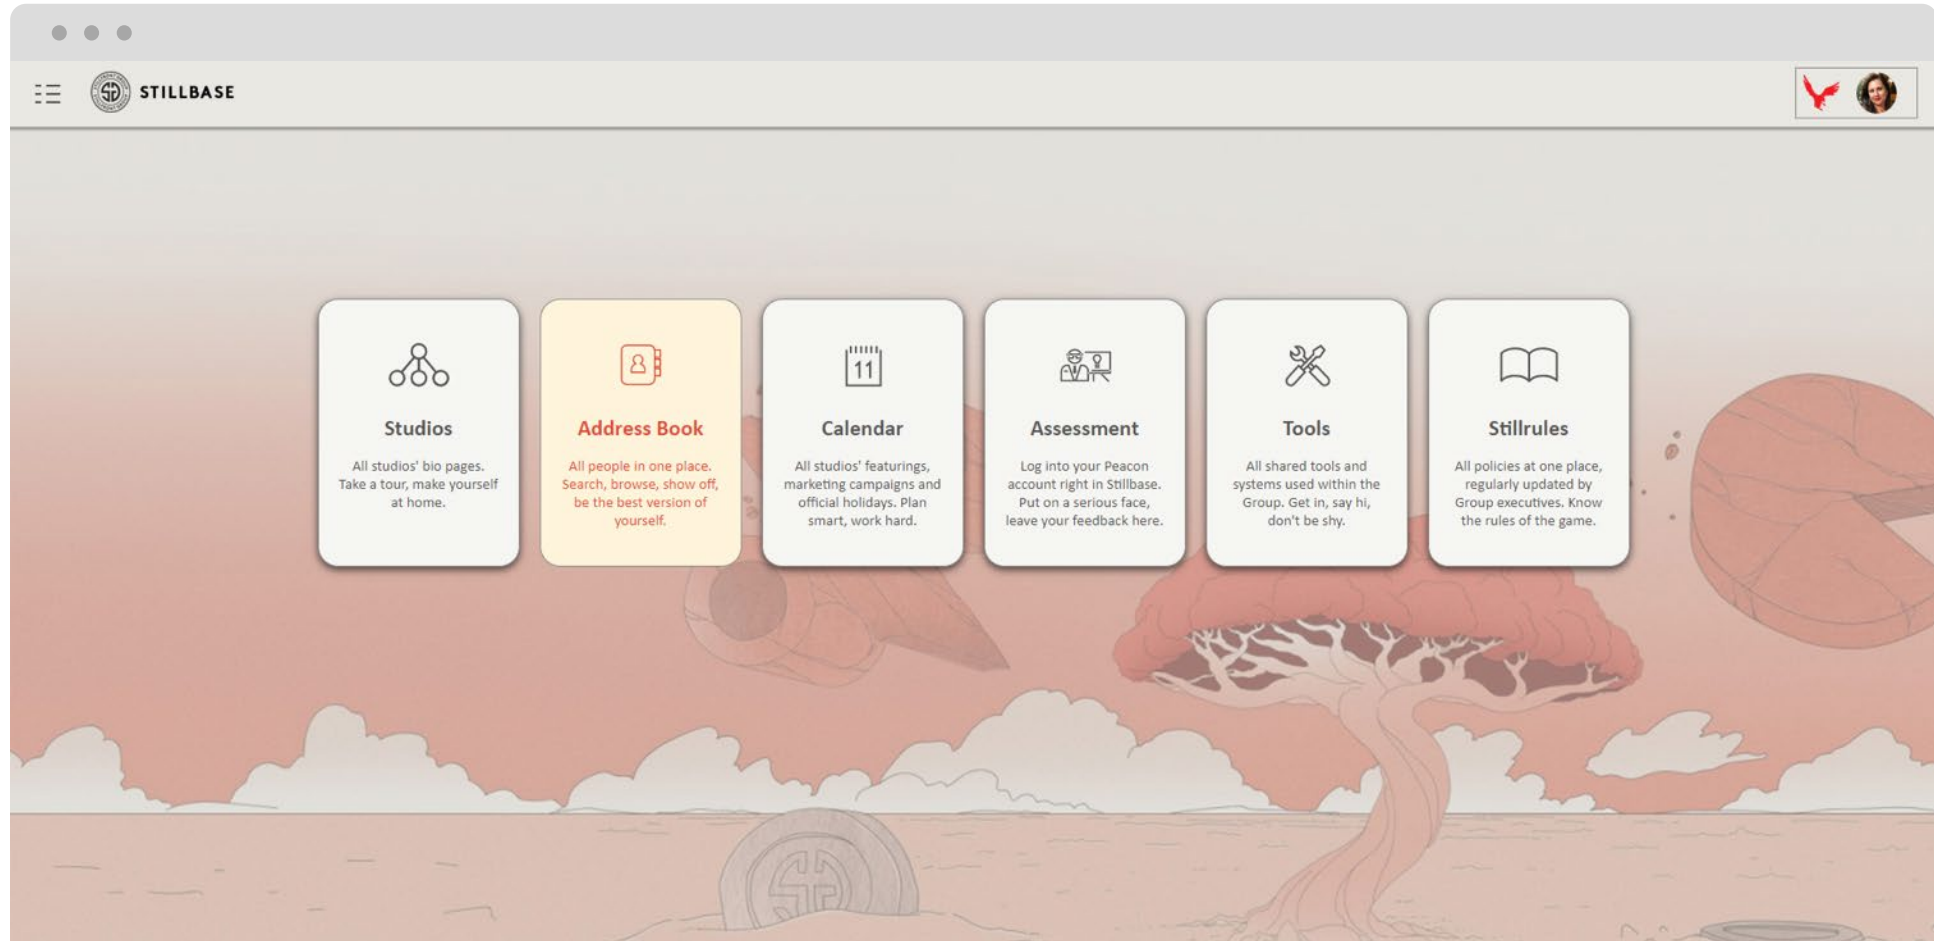 STILLBASE
Studios
All studios' bio pages.
Take a tour, make yourself
at home.
Address Book
All people in one place.
Search, browse, show off,
be the best version of
yourself.
11
Calendar
All studios' featurings,
marketing campaigns and
official holidays. Plan
smart, work hard.
Assessment
Log into your Peacon
account right in Stillbase.
Put on a serious face,
leave your feedback here.
Tools
All shared tools and
systems used within the
Group. Get in, say hi,
don't be shy.
Stillrules
All policies at one place,
regularly updated by
Group executives. Know
the rules of the game.